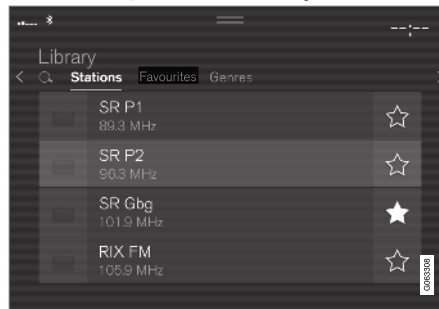 --:--
Library
Stations Favourites Genres
SR P1
89.3 MHz
SR P2
96.3 MHz
SR Gbg
101.9 MHz
RIX FM
105.9 MHz
G063308